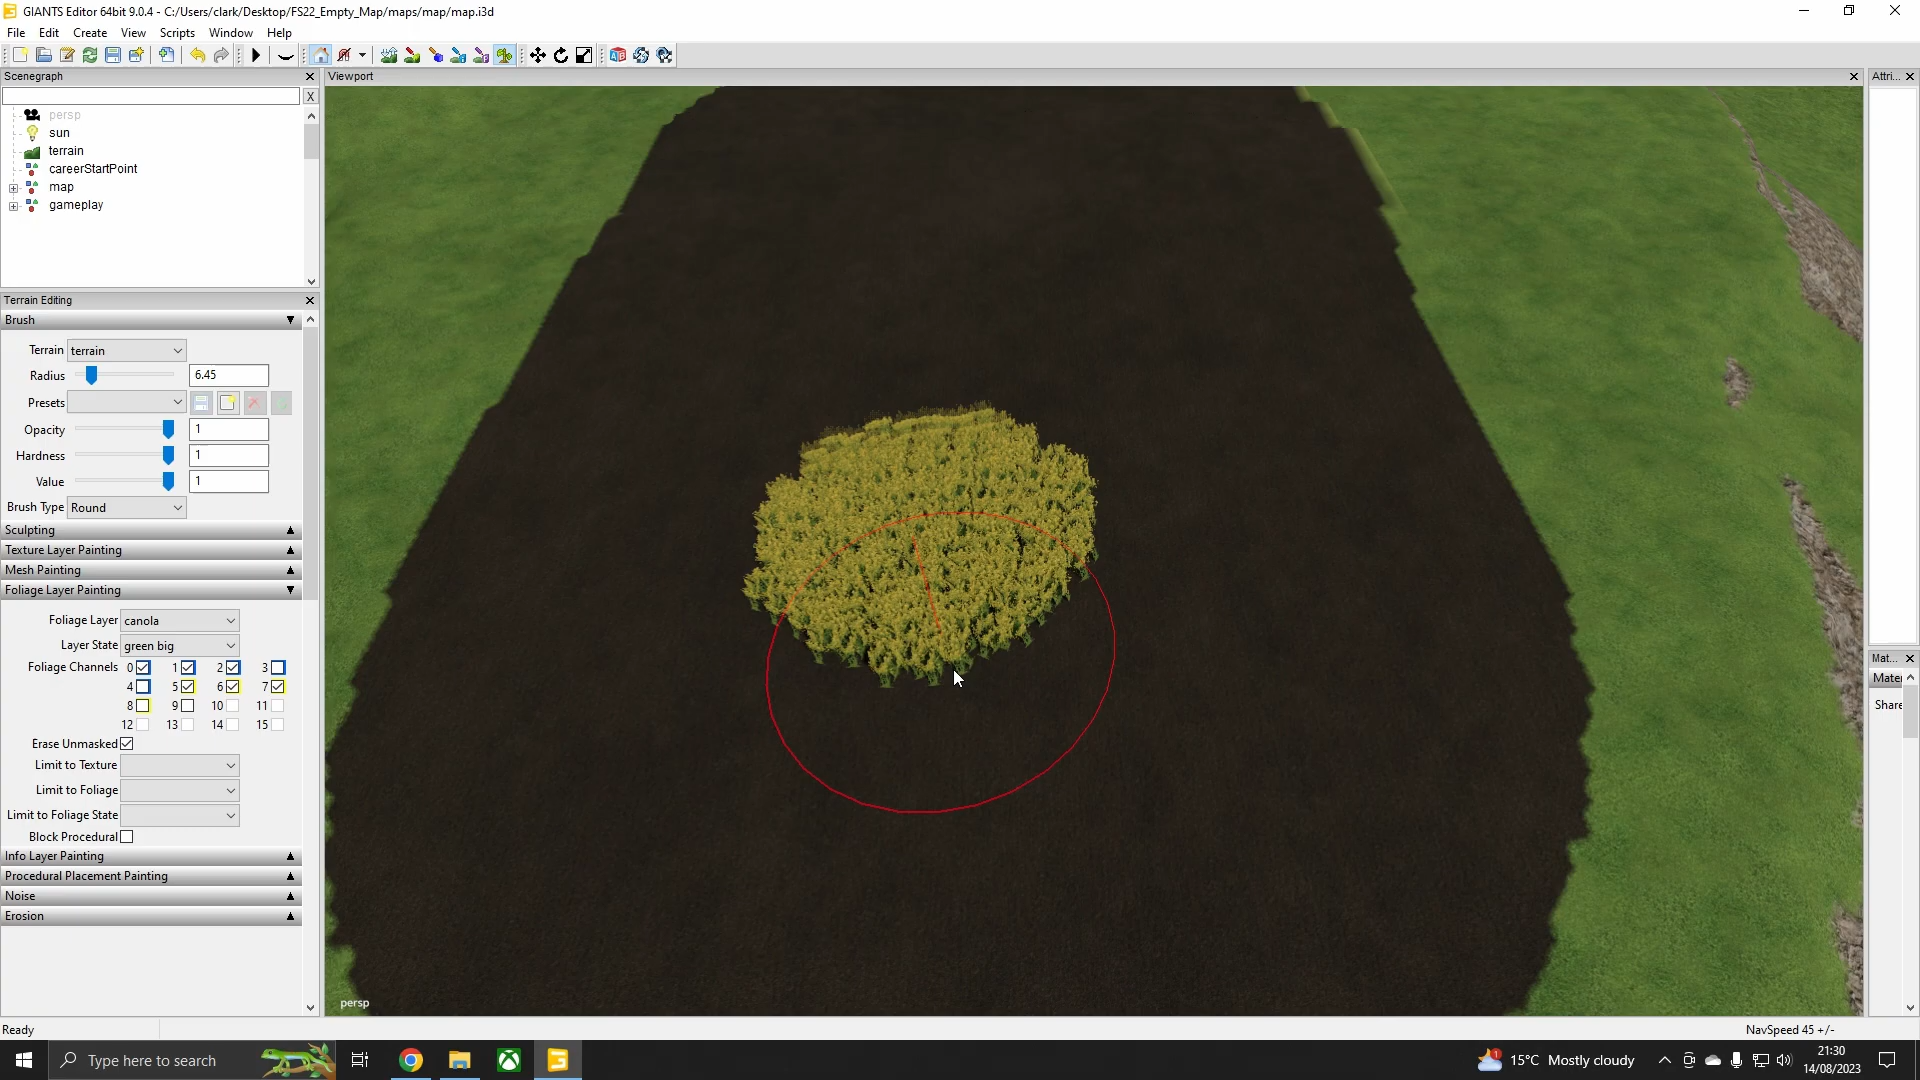 GIANTS Editor 64bit 9.0.4 - C:/Users/clark/Desktop/FS22_Empty_Map/maps/map/map.i3d
File Edit Create View Scripts Window Help
Scenegraph
Viewport
Attri...
X
persp
sun
terrain
careerStartPoint
map
gameplay
Terrain Editing
Brush
Terrain terrain
Radius 6.45
Presets
Opacity 1
Hardness 1
Value 1
Brush Type Round
Sculpting
Texture Layer Painting
Mesh Painting
Foliage Layer Painting
Foliage Layer canola
Layer State green big
Foliage Channels 0 1 2 3
4 5 6 7
8 9 10 11
12 13 14 15
Erase Unmasked
Limit to Texture
Limit to Foliage
Limit to Foliage State
Block Procedural
Info Layer Painting
Procedural Placement Painting
Noise
Erosion
Mat...
Mater
Share
persp
Ready
NavSpeed 45 +/-
Type here to search
1
15°C Mostly cloudy
21:30
14/08/2023